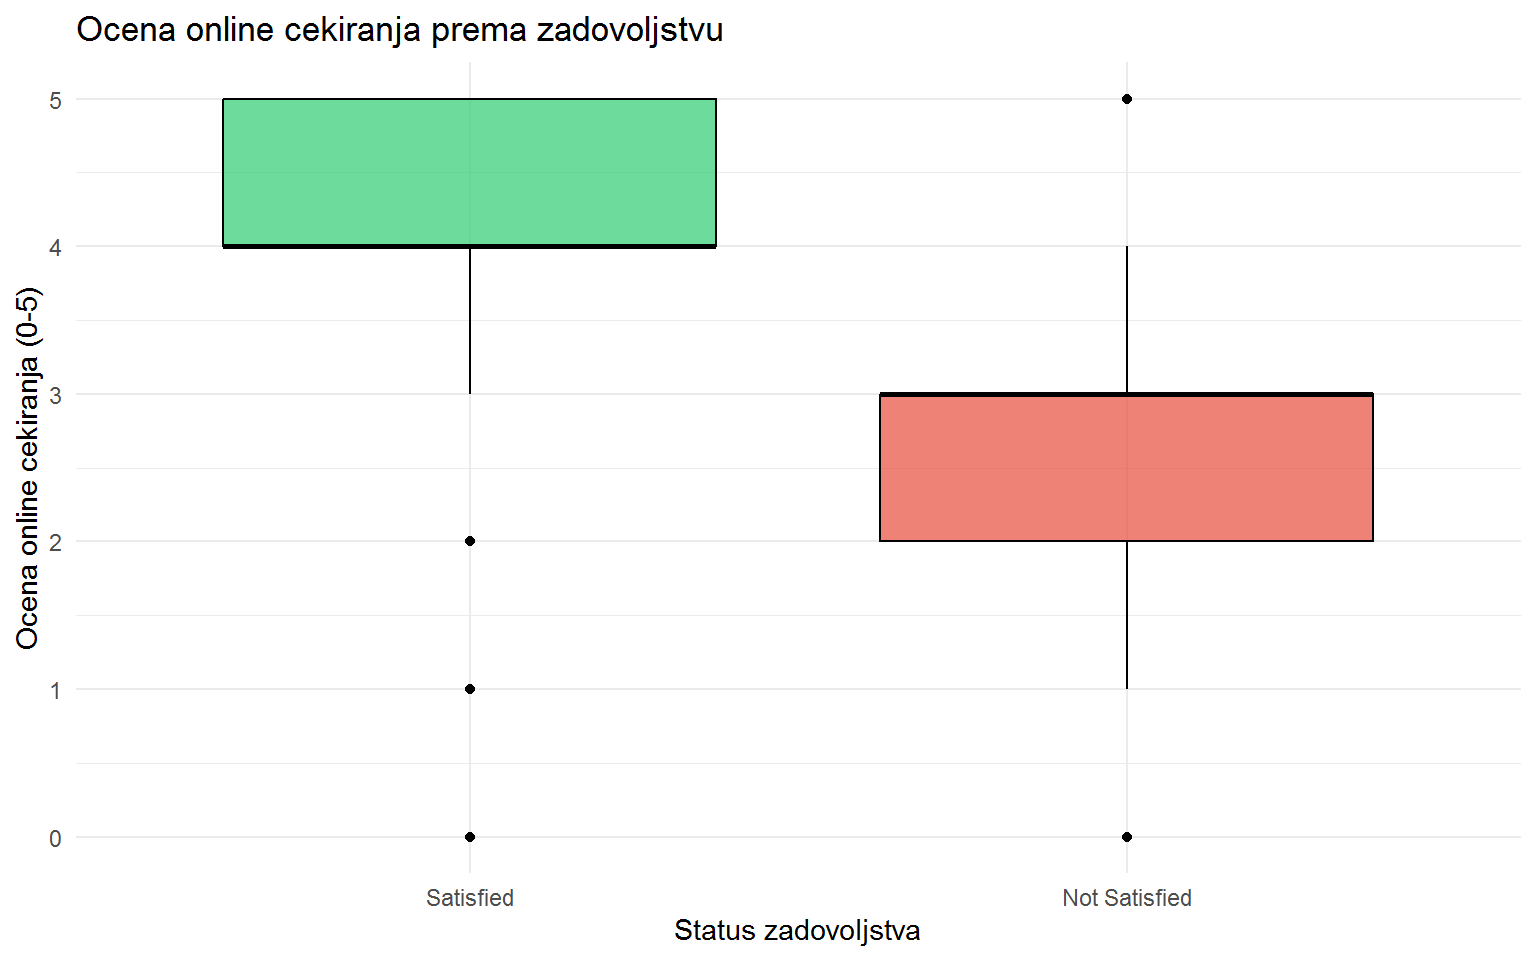 Ocena online cekiranja prema zadovoljstvu
Ocena online cekiranja (0-5)
5
4
3
2
1
0
Satisfied
Not Satisfied
Status zadovoljstva